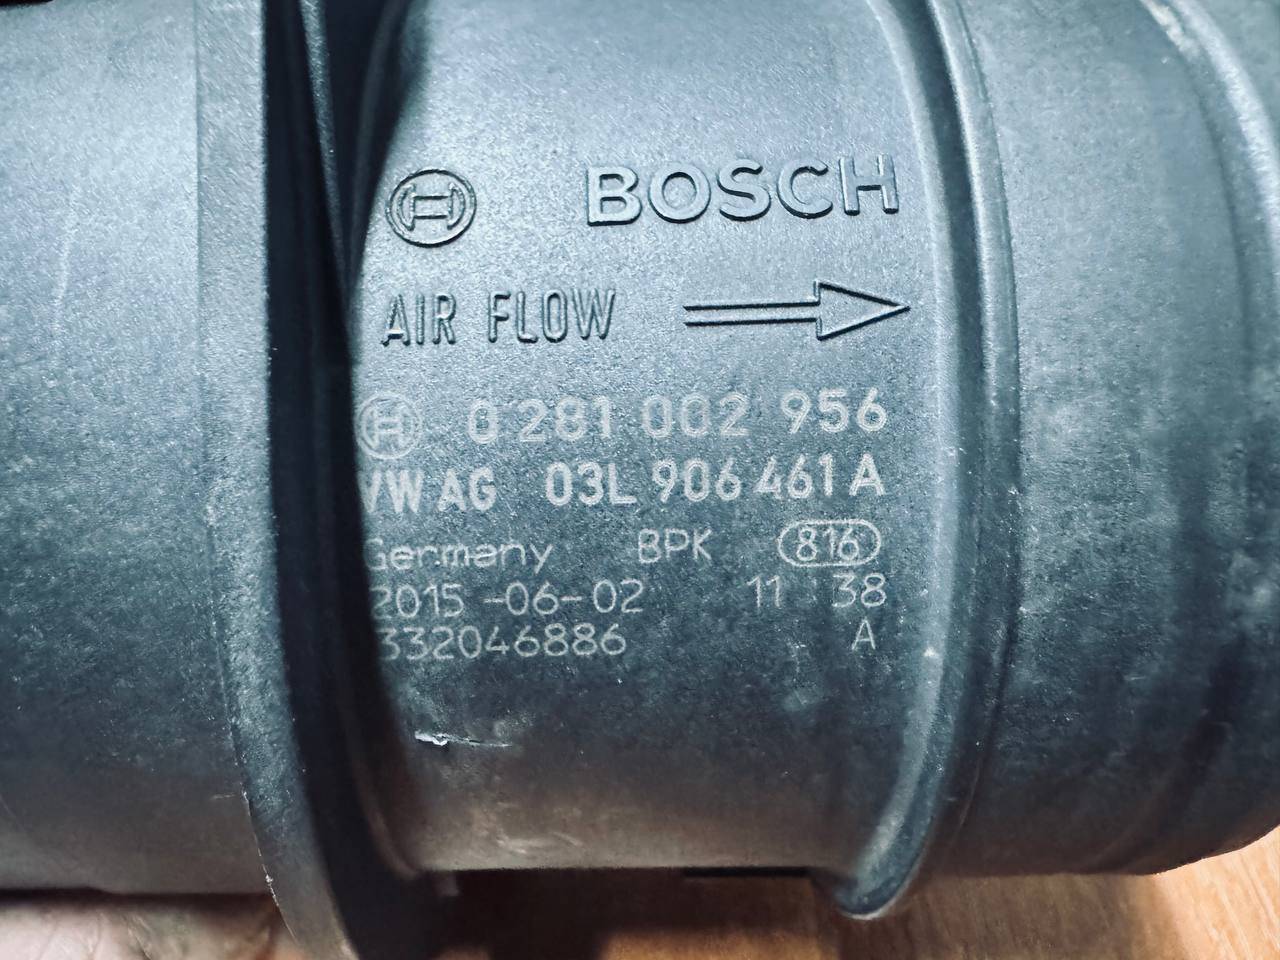 BOSCH
AIR FLOW
0 281 002 956
VW AG 03L 906 461 A
Germany BPK 816
2015-06-02 11 38
332046886 A